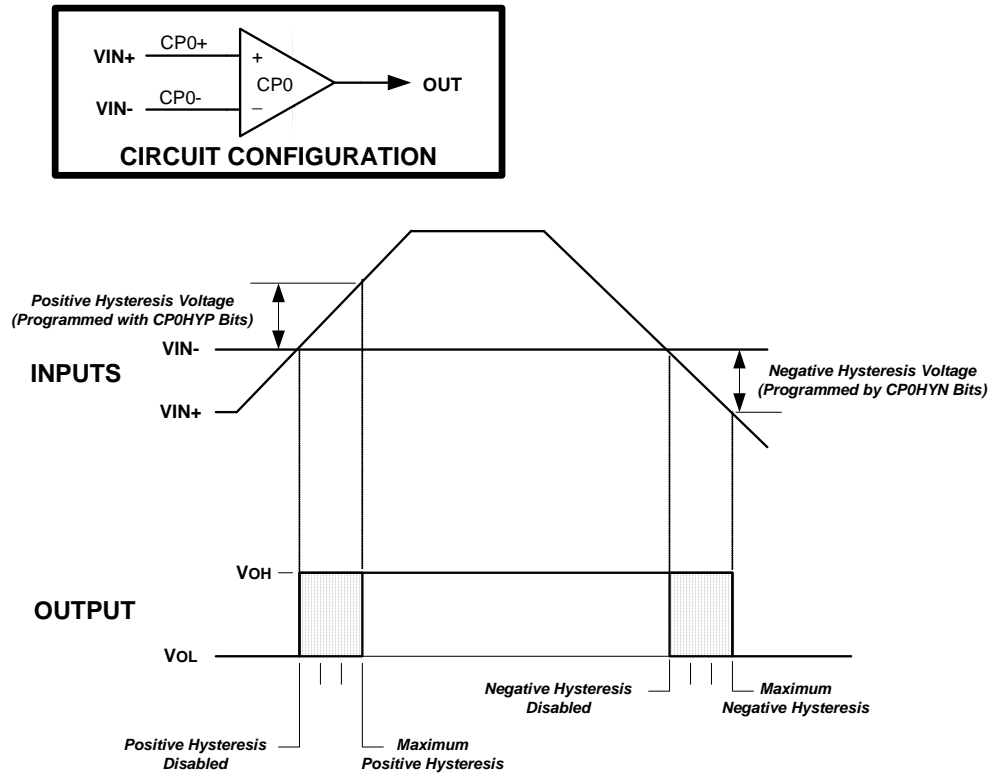 VIN+
CP0+
+
CP0
OUT
VIN-
CP0-
_
CIRCUIT CONFIGURATION
Positive Hysteresis Voltage
(Programmed with CP0HYP Bits)
VIN-
INPUTS
VIN+
Negative Hysteresis Voltage
(Programmed by CP0HYN Bits)
VOH
OUTPUT
VOL
Negative Hysteresis
Disabled
Maximum
Negative Hysteresis
Positive Hysteresis
Disabled
Maximum
Positive Hysteresis